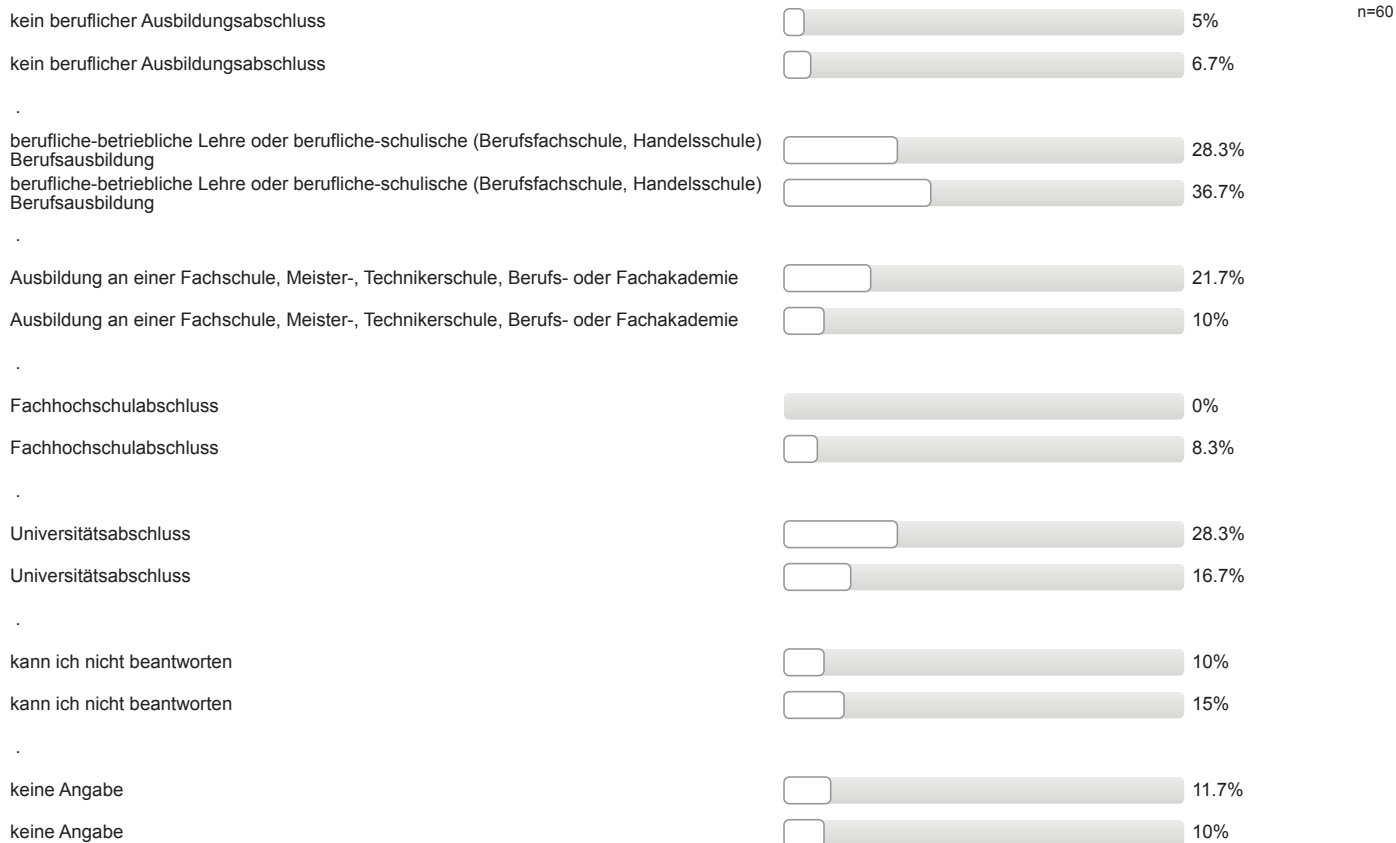 kein beruflicher Ausbildungsabschluss 5% n=60
kein beruflicher Ausbildungsabschluss 6.7%
.
berufliche-betriebliche Lehre oder berufliche-schulische (Berufsfachschule, Handelsschule)
Berufsausbildung 28.3%
berufliche-betriebliche Lehre oder berufliche-schulische (Berufsfachschule, Handelsschule)
Berufsausbildung 36.7%
.
Ausbildung an einer Fachschule, Meister-, Technikerschule, Berufs- oder Fachakademie 21.7%
Ausbildung an einer Fachschule, Meister-, Technikerschule, Berufs- oder Fachakademie 10%
.
Fachhochschulabschluss 0%
Fachhochschulabschluss 8.3%
.
Universitätsabschluss 28.3%
Universitätsabschluss 16.7%
.
kann ich nicht beantworten 10%
kann ich nicht beantworten 15%
.
keine Angabe 11.7%
keine Angabe 10%